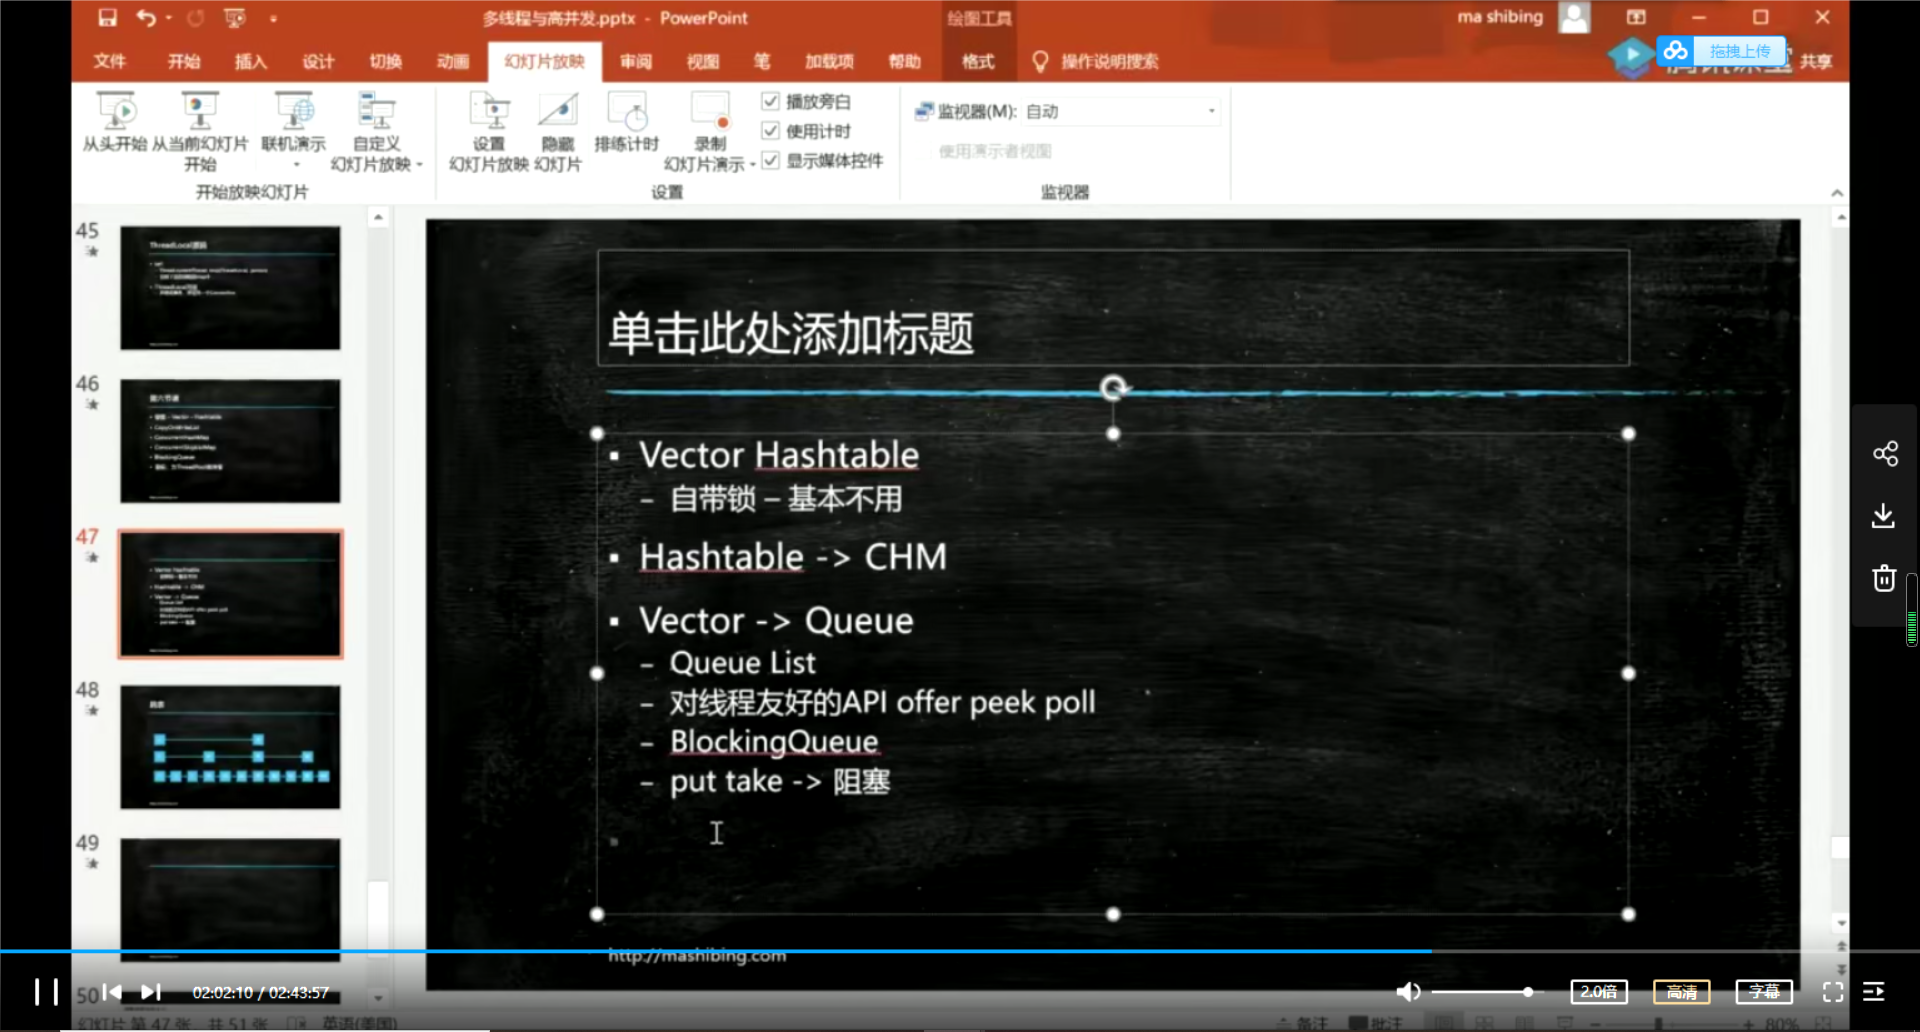 多线程与高并发.pptx - PowerPoint
绘图工具
ma shibing
文件 开始 插入 设计 切换 动画 幻灯片放映 审阅 视图 笔 加载项 帮助 格式 操作说明搜索
拖拽上传
共享
从头开始
从当前幻灯片
开始
联机演示
自定义
幻灯片放映
设置
幻灯片放映
隐藏
幻灯片
排练计时
录制
幻灯片演示
播放旁白
使用计时
显示媒体控件
监视器(M): 自动
使用演示者视图
开始放映幻灯片
设置
监视器
45
46
47
48
49
50
单击此处添加标题
Vector Hashtable
– 自带锁 – 基本不用
Hashtable -> CHM
Vector -> Queue
– Queue List
– 对线程友好的API offer peek poll
– BlockingQueue
– put take -> 阻塞
http://mashibing.com
02:02:10 / 02:43:57
2.0倍
高清
字幕
幻灯片 第 47 张, 共 51 张
英语(美国)
备注
批注
80%